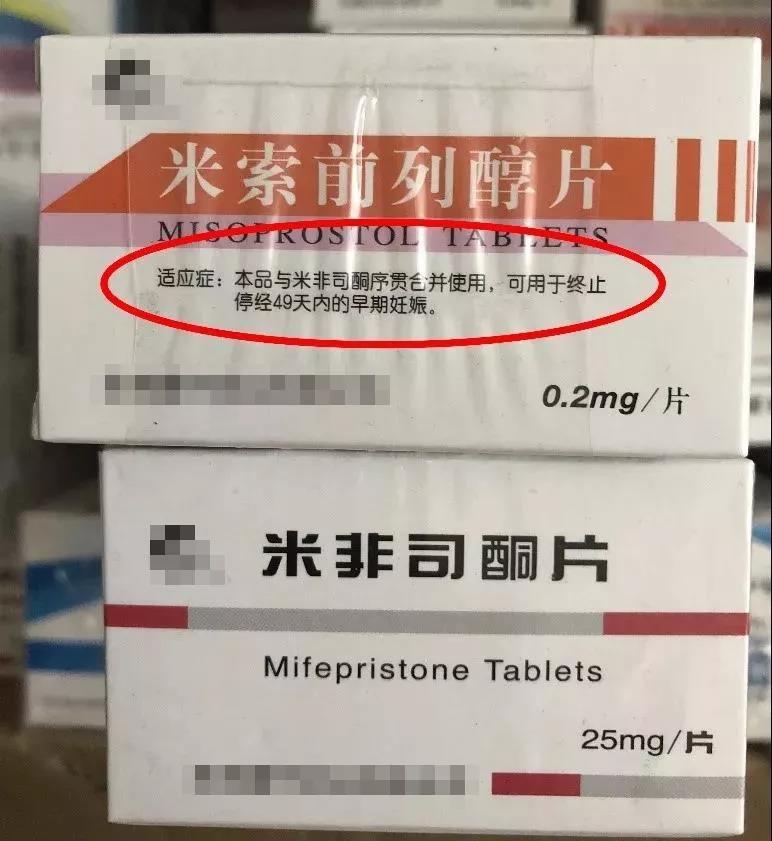 米索前列醇片
MISOPROSTOL TABLETS
适应症：本品与米非司酮序贯合并使用，可用于终止
停经49天内的早期妊娠。
0.2mg/片
米非司酮片
Mifepristone Tablets
25mg/片